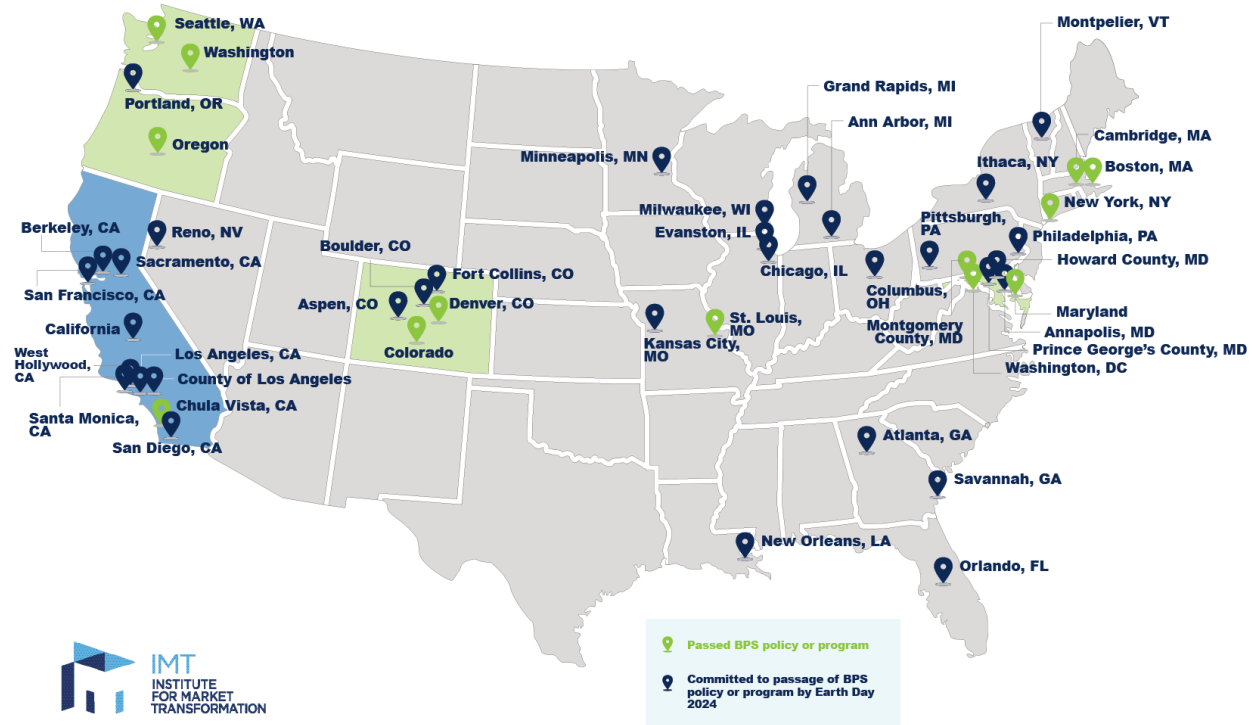 Seattle, WA
Washington
Portland, OR
Oregon
Berkeley, CA
Reno, NV
Sacramento, CA
San Francisco, CA
California
West
Hollywood,
CA
Los Angeles, CA
County of Los Angeles
Santa Monica,
CA
Chula Vista, CA
San Diego, CA
Boulder, CO
Fort Collins, CO
Aspen, CO
Denver, CO
Colorado
Minneapolis, MN
Milwaukee, WI
Evanston, IL
Chicago, IL
Grand Rapids, MI
Ann Arbor, MI
St. Louis,
MO
Kansas City,
MO
Columbus,
OH
Pittsburgh,
PA
Ithaca, NY
Montpelier, VT
Cambridge, MA
Boston, MA
New York, NY
Philadelphia, PA
Howard County, MD
Montgomery
County, MD
Maryland
Annapolis, MD
Prince George's County, MD
Washington, DC
Atlanta, GA
Savannah, GA
New Orleans, LA
Orlando, FL
IMT
INSTITUTE
FOR MARKET
TRANSFORMATION
Passed BPS policy or program
Committed to passage of BPS
policy or program by Earth Day
2024